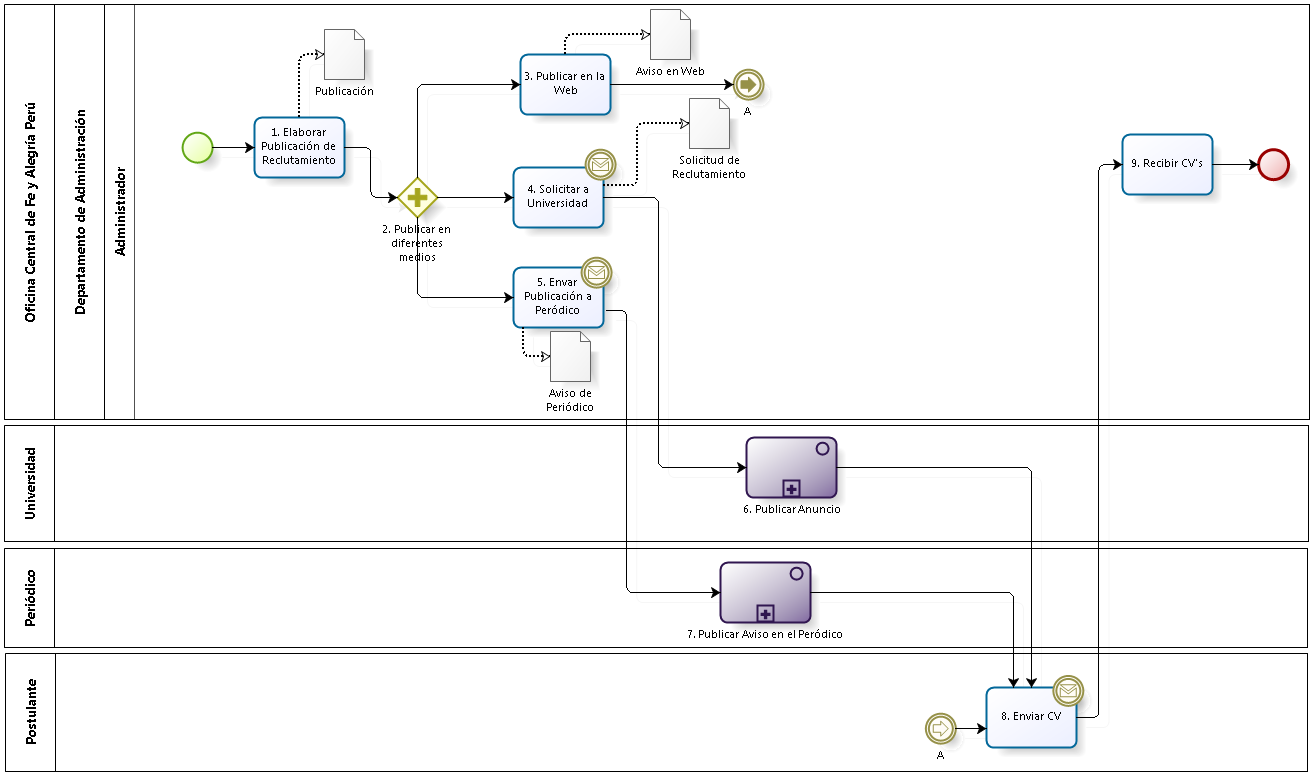 Oficina Central de Fe y Alegría Perú
Departamento de Administración
Administrador
Publicación
1. Elaborar
Publicación de
Reclutamiento
2. Publicar en
diferentes
medios
3. Publicar en la
Web
Aviso en Web
A
4. Solicitar a
Universidad
Solicitud de
Reclutamiento
5. Envar
Publicación a
Peródico
Aviso de
Periódico
9. Recibir CV's
Universidad
6. Publicar Anuncio
Periódico
7. Publicar Aviso en el Peródico
Postulante
A
8. Enviar CV